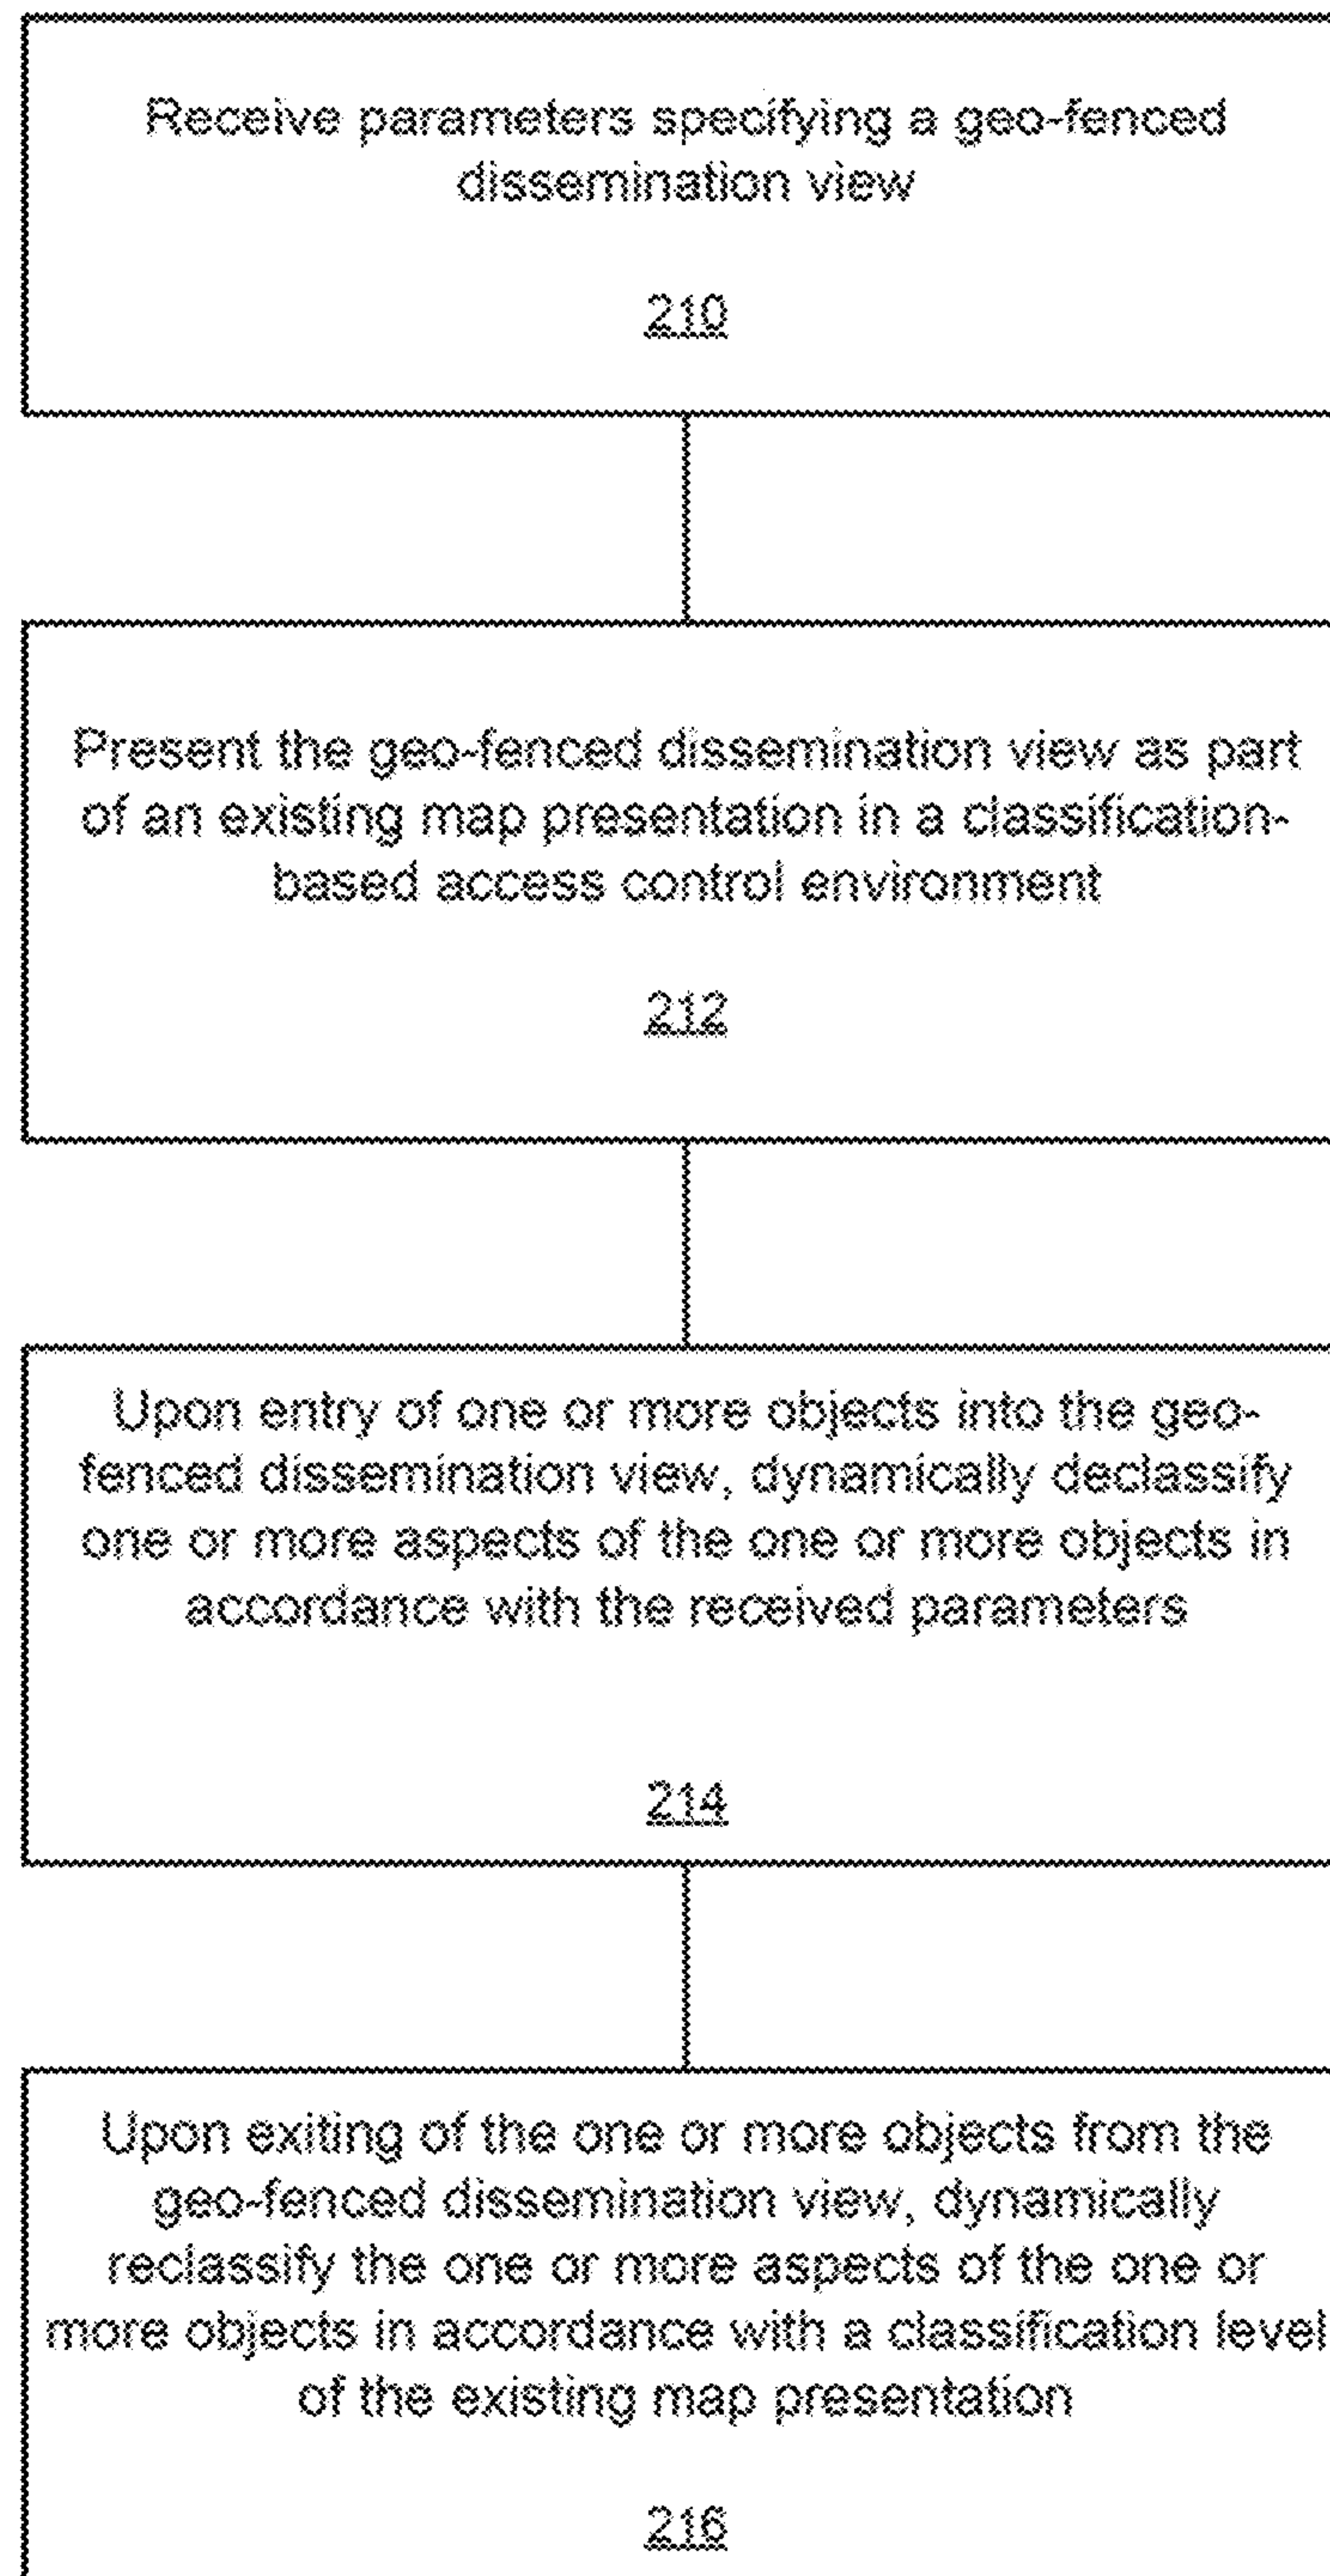 Receive parameters specifying a geo-fenced
dissemination view
210
Present the geo-fenced dissemination view as part
of an existing map presentation in a classification-
based access control environment
212
Upon entry of one or more objects into the geo-
fenced dissemination view, dynamically declassify
one or more aspects of the one or more objects in
accordance with the received parameters
214
Upon exiting of the one or more objects from the
geo-fenced dissemination view, dynamically
reclassify the one or more aspects of the one or
more objects in accordance with a classification level
of the existing map presentation
216